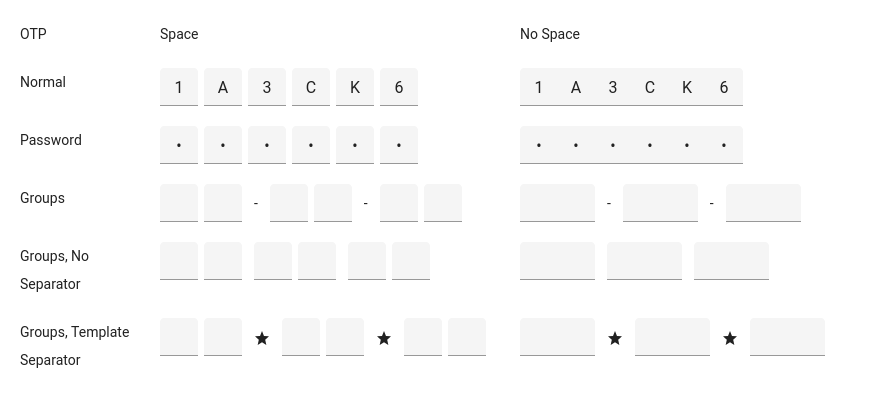 OTP Space No Space
Normal 1 A 3 C K 6 1 A 3 C K 6
Password • • • • • • • • • • • •
Groups - - - -
Groups, No
Separator
Groups, Template ★ ★ ★ ★
Separator